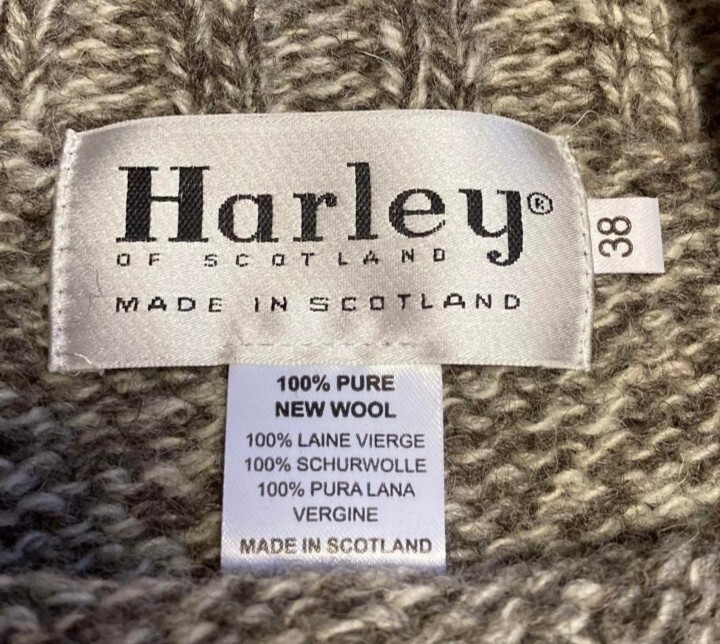 Harley®
OF SCOTLAND
MADE IN SCOTLAND
38
100% PURE
NEW WOOL
100% LAINE VIERGE
100% SCHURWOLLE
100% PURA LANA
VERGINE
MADE IN SCOTLAND